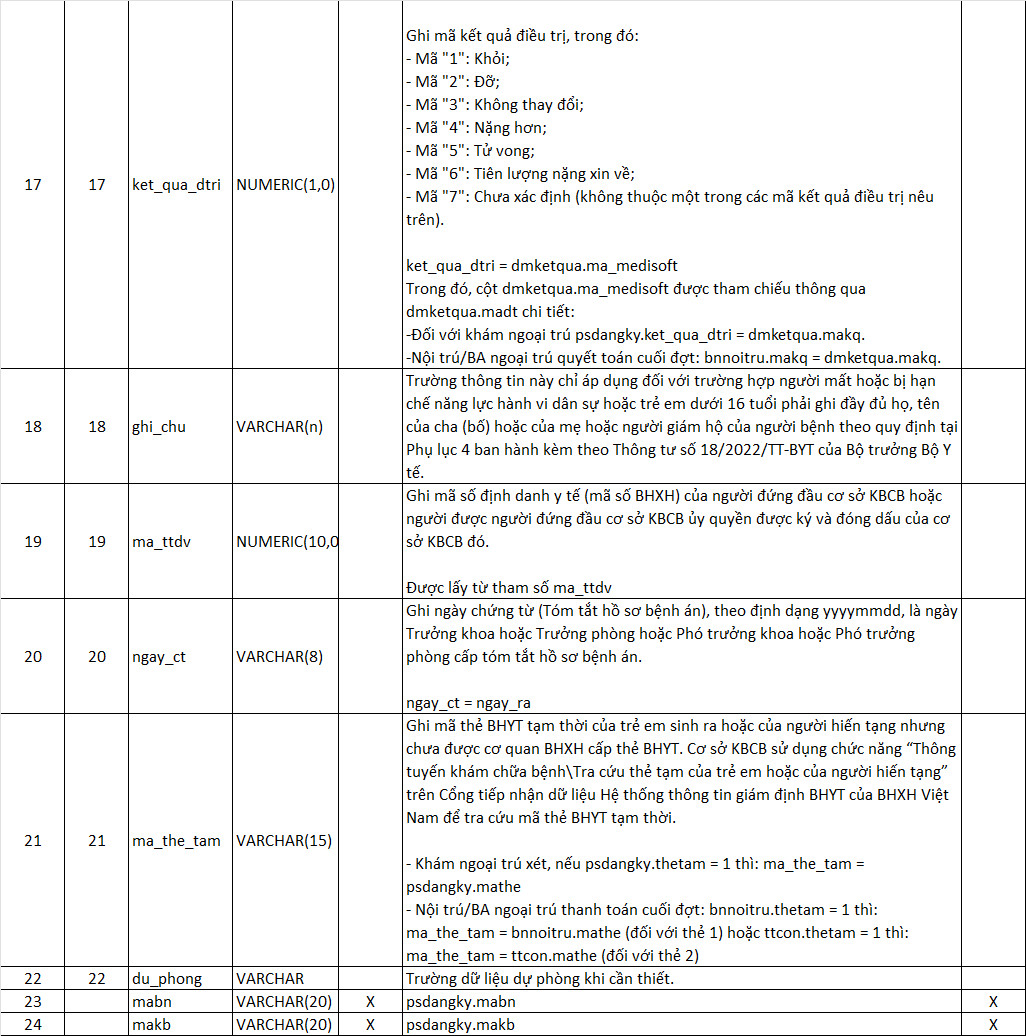 Ghi mã kết quả điều trị, trong đó:
- Mã "1": Khỏi;
- Mã "2": Đỡ;
- Mã "3": Không thay đổi;
- Mã "4": Nặng hơn;
- Mã "5": Tử vong;
- Mã "6": Tiên lượng nặng xin về;
17 17 ket_qua_dtri NUMERIC(1,0)
- Mã "7": Chưa xác định (không thuộc một trong các mã kết quả điều trị nêu
trên).
ket_qua_dtri = dmketqua.ma_medisoft
Trong đó, cột dmketqua.ma_medisoft được tham chiếu thông qua
dmketqua.madt chi tiết:
-Đối với khám ngoại trú psdangky.ket_qua_dtri = dmketqua.makq.
-Nội trú/BA ngoại trú quyết toán cuối đợt: bnnoitru.makq = dmketqua.makq.
18 18 ghi_chu VARCHAR(n)
Trường thông tin này chỉ áp dụng đối với trường hợp người mất hoặc bị hạn
chế năng lực hành vi dân sự hoặc trẻ em dưới 16 tuổi phải ghi đầy đủ họ, tên
của cha (bố) hoặc của mẹ hoặc người giám hộ của người bệnh theo quy định tại
Phụ lục 4 ban hành kèm theo Thông tư số 18/2022/TT-BYT của Bộ trưởng Bộ Y
tế.
19 19 ma_ttdv NUMERIC(10,0
Ghi mã số định danh y tế (mã số BHXH) của người đứng đầu cơ sở KBCB hoặc
người được người đứng đầu cơ sở KBCB ủy quyền được ký và đóng dấu của cơ
sở KBCB đó.
Được lấy từ tham số ma_ttdv
20 20 ngay_ct VARCHAR(8)
Ghi ngày chứng từ (Tóm tắt hồ sơ bệnh án), theo định dạng yyyymmdd, là ngày
Trưởng khoa hoặc Trưởng phòng hoặc Phó trưởng khoa hoặc Phó trưởng
phòng cấp tóm tắt hồ sơ bệnh án.
ngay_ct = ngay_ra
21 21 ma_the_tam VARCHAR(15)
Ghi mã thẻ BHYT tạm thời của trẻ em sinh ra hoặc của người hiến tạng nhưng
chưa được cơ quan BHXH cấp thẻ BHYT. Cơ sở KBCB sử dụng chức năng “Thông
tuyến khám chữa bệnh\Tra cứu thẻ tạm của trẻ em hoặc của người hiến tạng”
trên Cổng tiếp nhận dữ liệu Hệ thống thông tin giám định BHYT của BHXH Việt
Nam để tra cứu mã thẻ BHYT tạm thời.
- Khám ngoại trú xét, nếu psdangky.thetam = 1 thì: ma_the_tam =
psdangky.mathe
- Nội trú/BA ngoại trú thanh toán cuối đợt: bnnoitru.thetam = 1 thì:
ma_the_tam = bnnoitru.mathe (đối với thẻ 1) hoặc ttcon.thetam = 1 thì:
ma_the_tam = ttcon.mathe (đối với thẻ 2)
22 22 du_phong VARCHAR Trường dữ liệu dự phòng khi cần thiết.
23 mabn VARCHAR(20) X psdangky.mabn X
24 makb VARCHAR(20) X psdangky.makb X